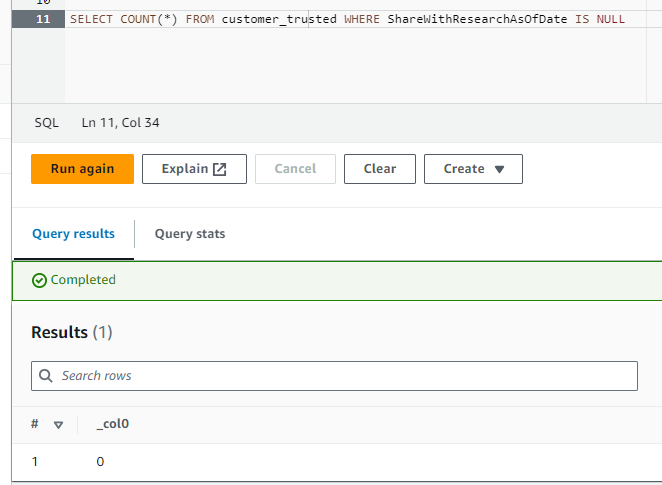 10
11 SELECT COUNT(*) FROM customer_trusted WHERE ShareWithResearchAsOfDate IS NULL
SQL Ln 11, Col 34
Run again Explain Cancel Clear Create
Query results Query stats
Completed
Results (1)
Search rows
# _col0
1 0